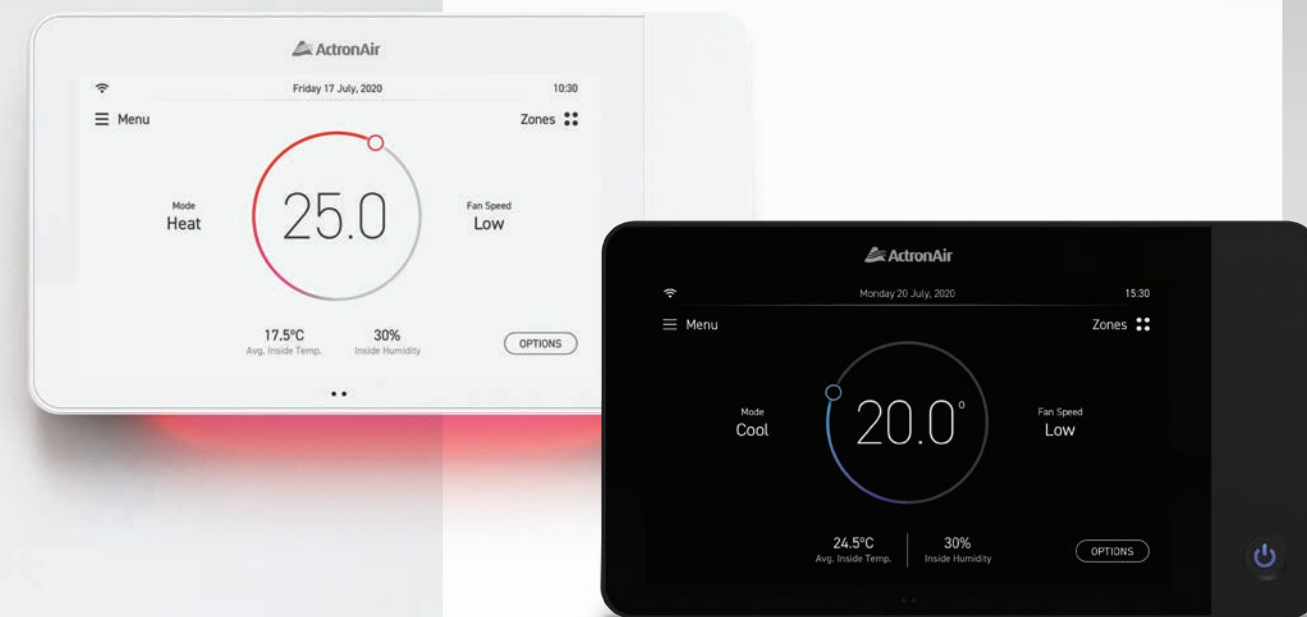 ActronAir
Friday 17 July, 2020 10:30
Menu Zones
Mode
Heat
25.0
Fan Speed
Low
17.5°C 30%
Avg. Inside Temp. Inside Humidity
OPTIONS
ActronAir
Monday 20 July, 2020 15:30
Menu Zones
Mode
Cool
20.0°
Fan Speed
Low
24.5°C 30%
Avg. Inside Temp. Inside Humidity
OPTIONS